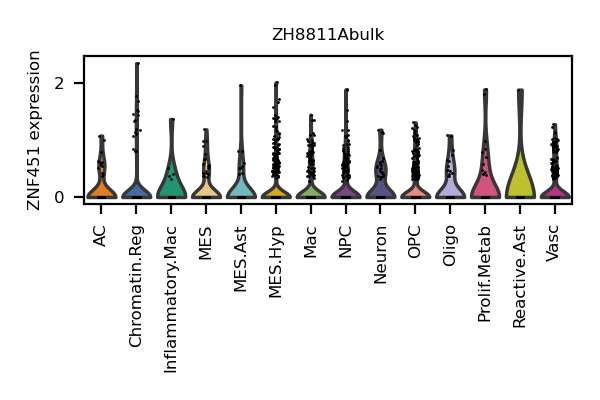 ZH8811Abulk
ZNF451 expression
2
0
AC
Chromatin.Reg
Inflammatory.Mac
MES
MES.Ast
MES.Hyp
Mac
NPC
Neuron
OPC
Oligo
Prolif.Metab
Reactive.Ast
Vasc